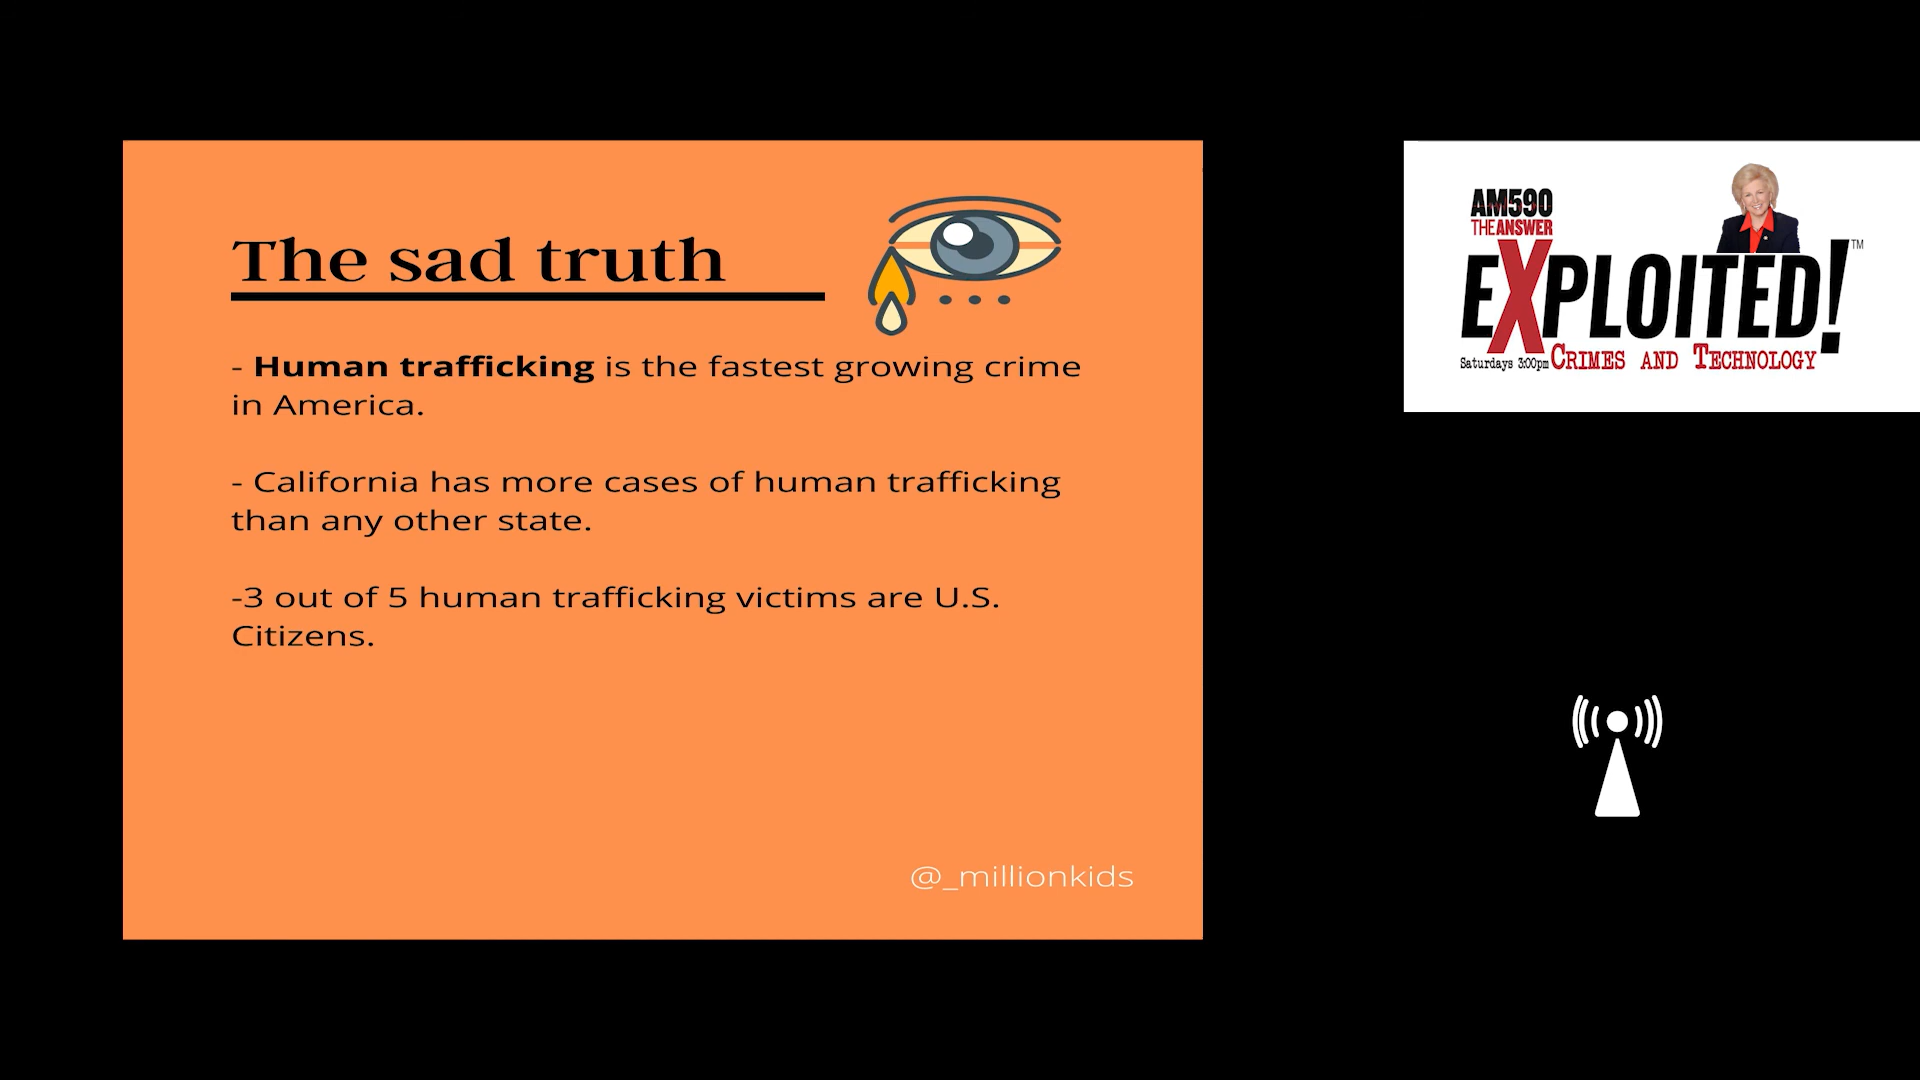 The sad truth
- Human trafficking is the fastest growing crime
in America.
- California has more cases of human trafficking
than any other state.
-3 out of 5 human trafficking victims are U.S.
Citizens.
@_millionkids
AM590
THE ANSWER
EXPLOITED!™
Saturdays 3:00pm CRIMES AND TECHNOLOGY